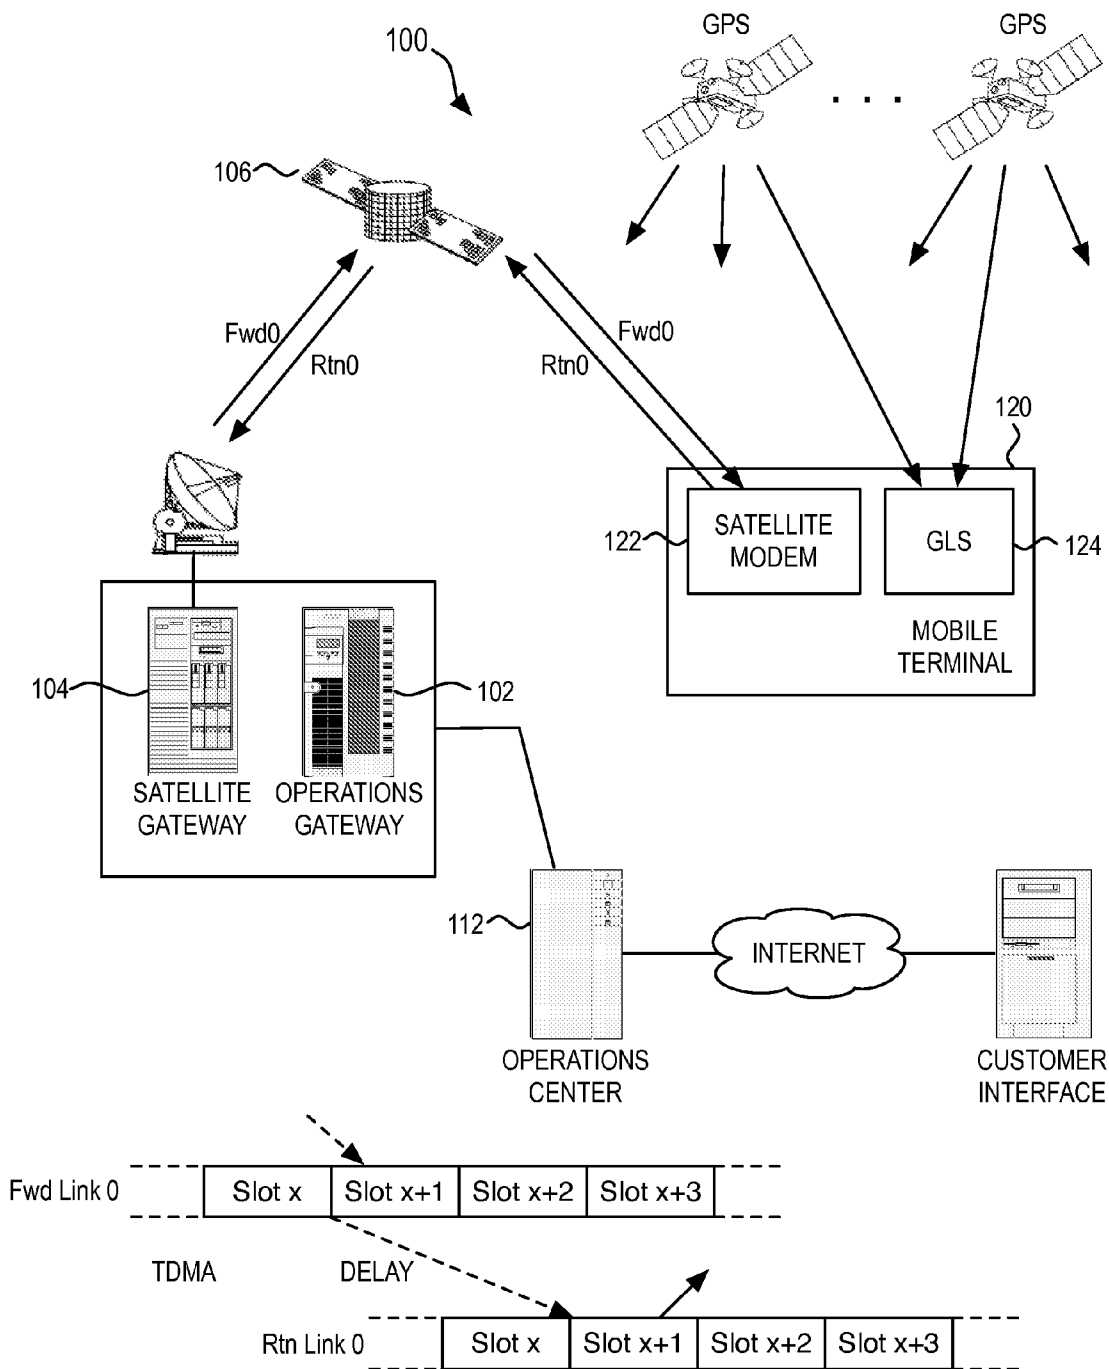 100
GPS
GPS
. . .
106
Fwd0
Rtn0
Fwd0
Rtn0
120
122
SATELLITE
MODEM
GLS
124
MOBILE
TERMINAL
104
102
SATELLITE
GATEWAY
OPERATIONS
GATEWAY
112
INTERNET
OPERATIONS
CENTER
CUSTOMER
INTERFACE
Fwd Link 0
Slot x
Slot x+1
Slot x+2
Slot x+3
TDMA
DELAY
Rtn Link 0
Slot x
Slot x+1
Slot x+2
Slot x+3